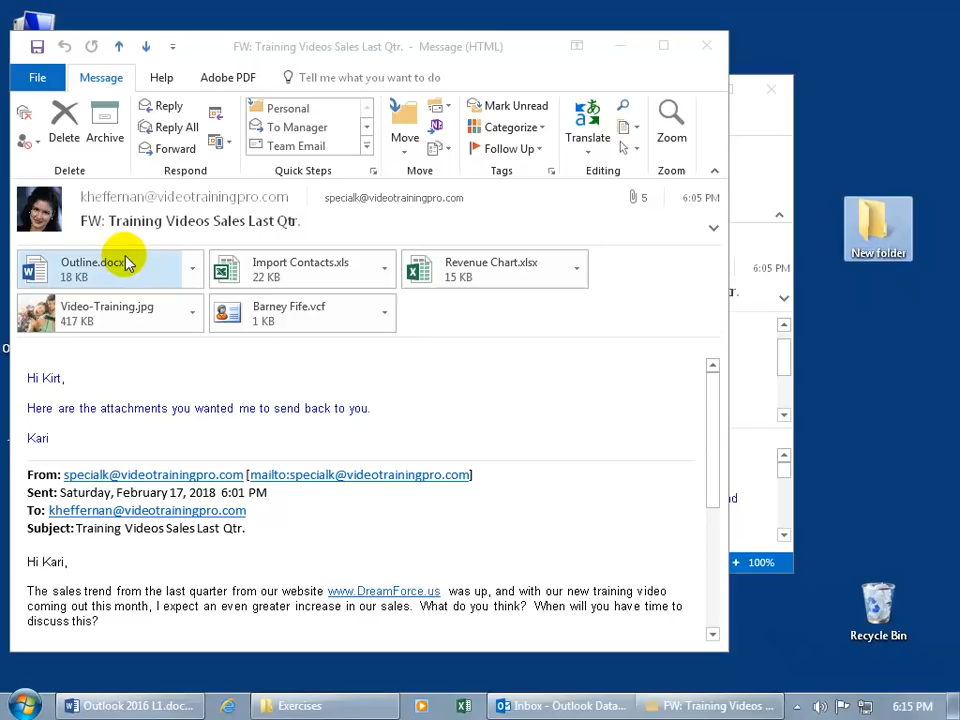 FW: Training Videos Sales Last Qtr. - Message (HTML)
File Message Help Adobe PDF Tell me what you want to do
Delete Archive
Reply
Reply All
Forward
Personal
To Manager
Team Email
Move
Mark Unread
Categorize
Follow Up
Translate
Zoom
Delete Respond Quick Steps Move Tags Editing Zoom
kheffernan@videotrainingpro.com specialk@videotrainingpro.com 5 6:05 PM
FW: Training Videos Sales Last Qtr.
Outline.docx
18 KB
Import Contacts.xls
22 KB
Revenue Chart.xlsx
15 KB
Video-Training.jpg
417 KB
Barney Fife.vcf
1 KB
Hi Kirt,
Here are the attachments you wanted me to send back to you.
Kari
From: specialk@videotrainingpro.com [mailto:specialk@videotrainingpro.com]
Sent: Saturday, February 17, 2018 6:01 PM
To: kheffernan@videotrainingpro.com
Subject: Training Videos Sales Last Qtr.
Hi Kari,
The sales trend from the last quarter from our website www.DreamForce.us was up, and with our new training video
coming out this month, I expect an even greater increase in our sales. What do you think? When will you have time to
discuss this?
6:05 PM
100%
New folder
Recycle Bin
Outlook 2016 L1.doc... Exercises Inbox - Outlook Data... FW: Training Videos ... 6:15 PM